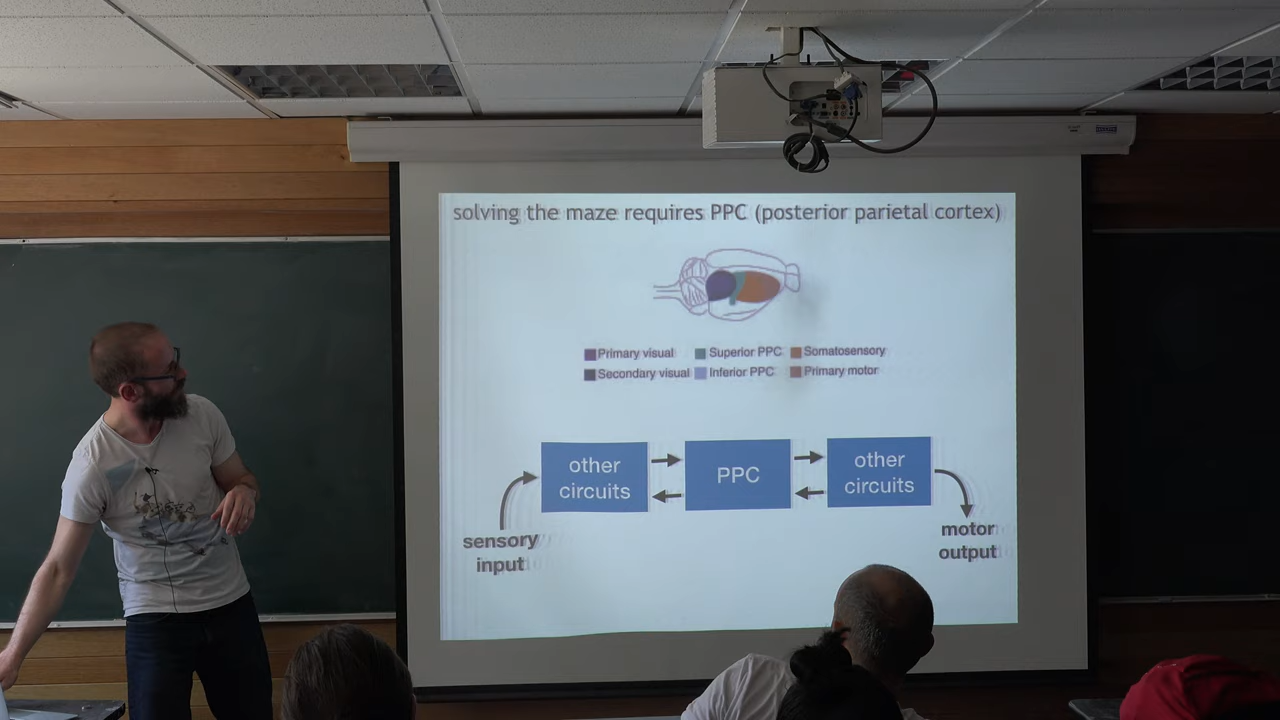 solving the maze requires PPC (posterior parietal cortex)
Primary visual Superior PPC Somatosensory
Secondary visual Inferior PPC Primary motor
other circuits
PPC
other circuits
sensory input
motor output